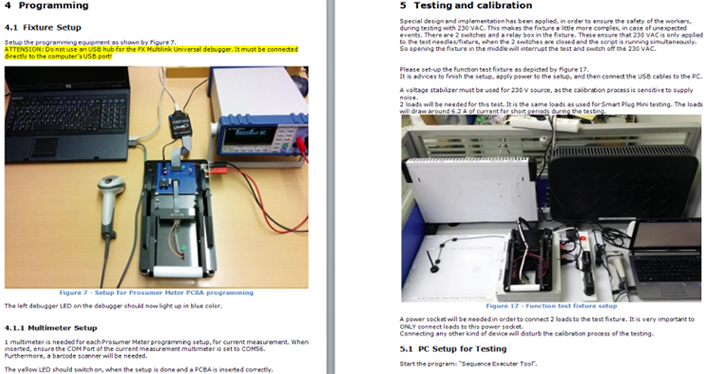 4 Programming
4.1 Fixture Setup
Setup the programming equipment as shown by Figure 7.
ATTENSION: Do not use an USB hub for the FX Multilink Universal debugger. It must be connected
directly to the computer's USB port!
Figure 7 - Setup for Prosumer Meter PCBA programming
The left debugger LED on the debugger should now light up in blue color.
4.1.1 Multimeter Setup
1 multimeter is needed for each Prosumer Meter programming setup, for current measurement. When
inserted, ensure the COM Port of the current measurement multimeter is set to COM56.
Furthermore, a barcode scanner will be needed.
The yellow LED should switch on, when the setup is done and a PCBA is inserted correctly.
5 Testing and calibration
Special design and implementation has been applied, in order to ensure the safety of the workers,
during testing with 230 VAC. This makes the fixture a little more complex, in case of unexpected
events. There are 2 switches and a relay box in the fixture. These ensure that 230 VAC is only applied
to the test needles/fixture, when the 2 switches are closed and the script is running simultaneously.
So opening the fixture in the middle will interrupt the test and switch off the 230 VAC.
Please set-up the function test fixture as depicted by Figure 17.
It is advices to finish the setup, apply power to the setup, and then connect the USB cables to the PC.
A voltage stabilizer must be used for 230 V source, as the calibration process is sensitive to supply
noise.
2 loads will be needed for this test. It is the same loads as used for Smart Plug Mini testing. The loads
will draw around 6.2 A of current for short periods during the testing.
Figure 17 - Function test fixture setup
A power socket will be needed in order to connect 2 loads to the test fixture. It is very important to
ONLY connect loads to this power socket.
Connecting any other kind of device will disturb the calibration process of the testing.
5.1 PC Setup for Testing
Start the program: "Sequence Executer Tool".